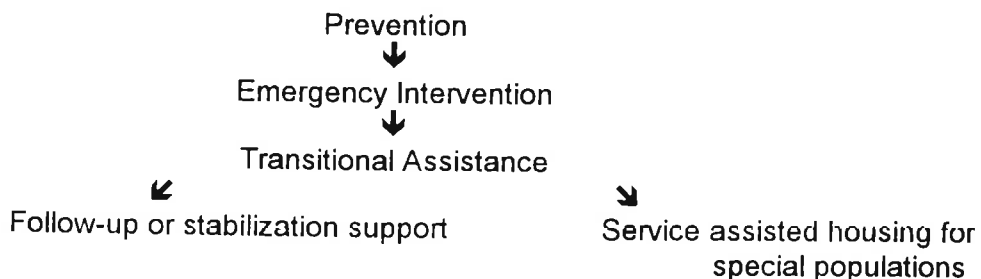 Prevention
Emergency Intervention
Transitional Assistance
Follow-up or stabilization support
Service assisted housing for
special populations